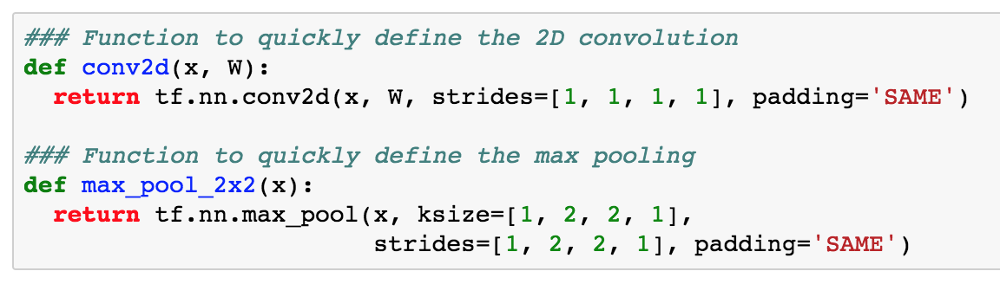 ### Function to quickly define the 2D convolution
def conv2d(x, W):
  return tf.nn.conv2d(x, W, strides=[1, 1, 1, 1], padding='SAME')

### Function to quickly define the max pooling
def max_pool_2x2(x):
  return tf.nn.max_pool(x, ksize=[1, 2, 2, 1],
                        strides=[1, 2, 2, 1], padding='SAME')